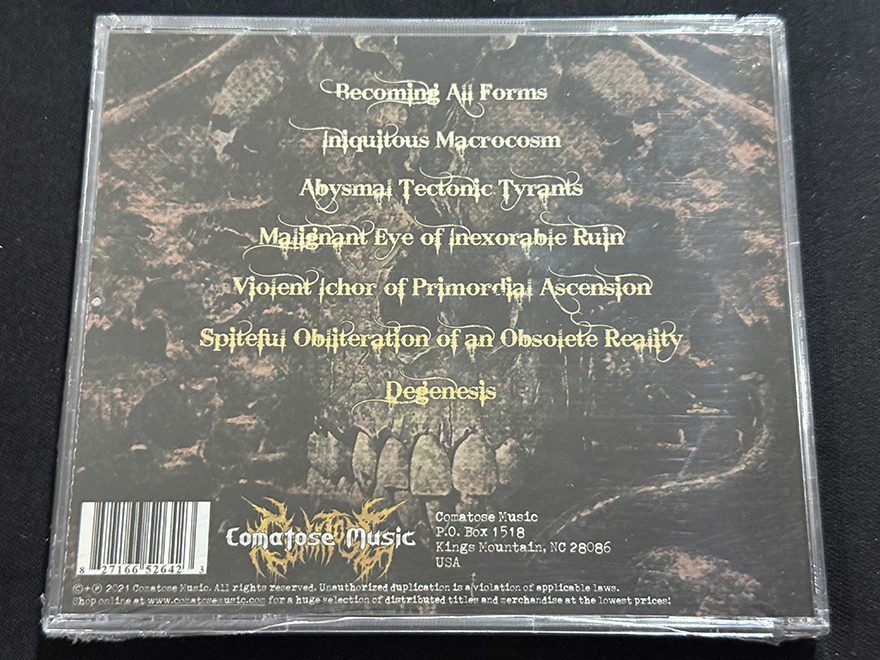 Becoming All Forms
Iniquitous Macrocosm
Abysmal Tectonic Tyrants
Malignant Eye of Inexorable Ruin
Violent Ichor of Primordial Ascension
Spiteful Obliteration of an Obsolete Reality
Degenesis
8 27166 52642 3
Comatose Music
Comatose Music
P.O. Box 1518
Kings Mountain, NC 28086
USA
©+℗ 2021 Comatose Music. All rights reserved. Unauthorized duplication is a violation of applicable laws.
Shop online at www.comatosemusic.com for a huge selection of distributed titles and merchandise at the lowest prices!